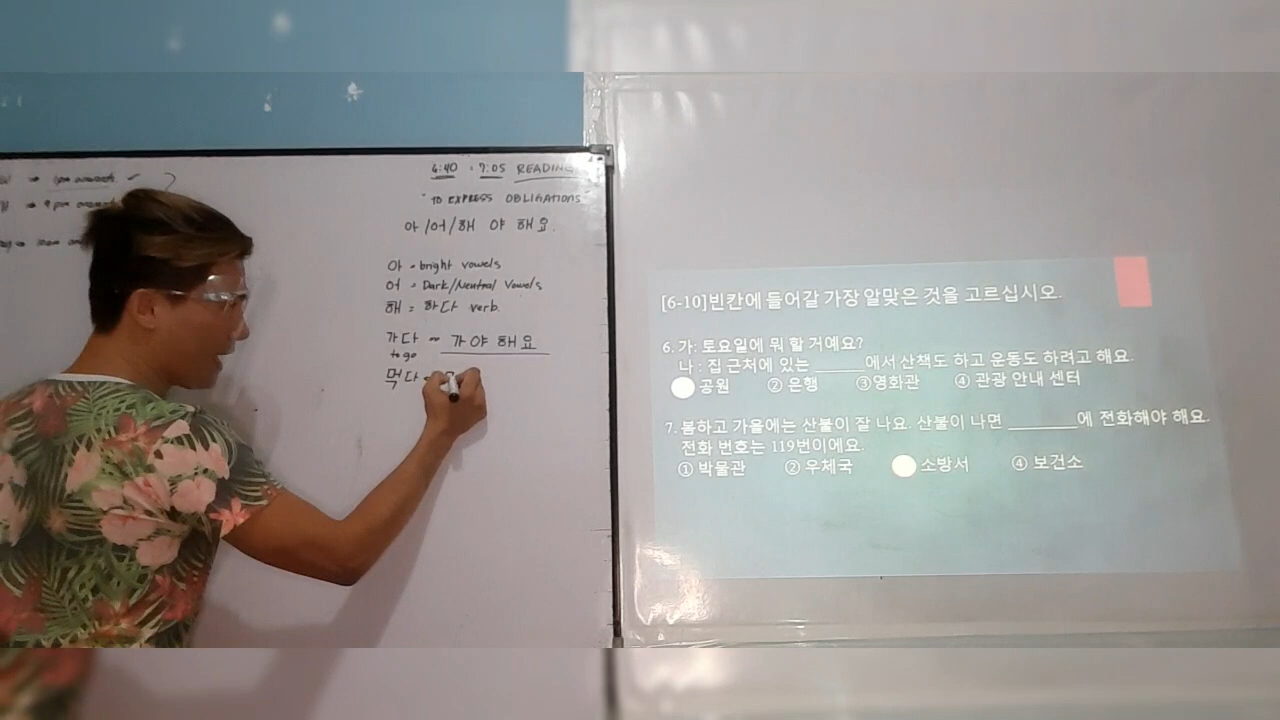 6:40 - 7:05 READING
"TO EXPRESS OBLIGATIONS"
아/어/해 야 해요.
아 = bright vowels
어 = Dark/Neutral Vowels
해 = 하다 verb.
가다 → 가야 해요
to go
먹다
[6-10]빈칸에 들어갈 가장 알맞은 것을 고르십시오.
6. 가: 토요일에 뭐 할 거예요?
나 : 집 근처에 있는 ______에서 산책도 하고 운동도 하려고 해요.
공원 ② 은행 ③영화관 ④ 관광 안내 센터
7. 봄하고 가을에는 산불이 잘 나요. 산불이 나면 ________에 전화해야 해요.
전화 번호는 119번이에요.
① 박물관 ② 우체국 소방서 ④ 보건소